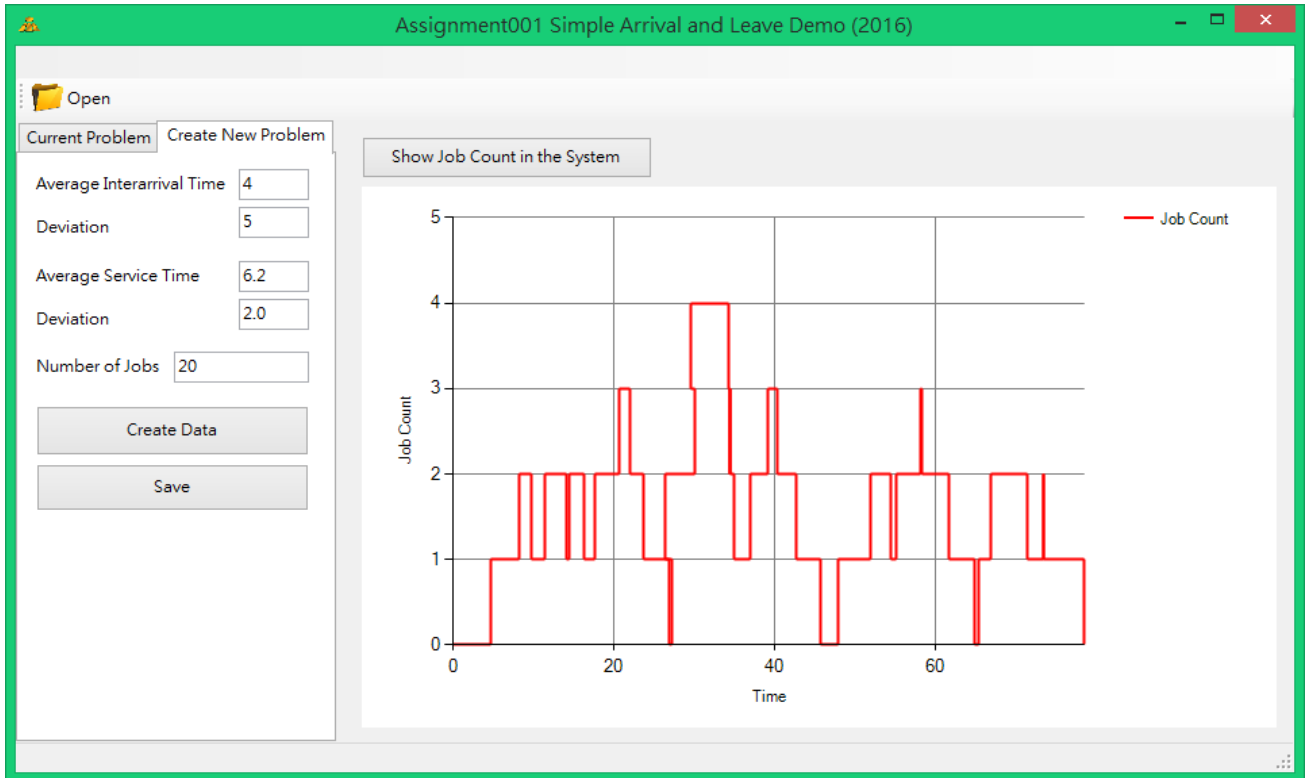 Assignment001 Simple Arrival and Leave Demo (2016)
Open
Current Problem
Create New Problem
Average Interarrival Time 4
Deviation 5
Average Service Time 6.2
Deviation 2.0
Number of Jobs 20
Create Data
Save
Show Job Count in the System
Job Count
5
4
3
2
1
0
Job Count
0 20 40 60
Time